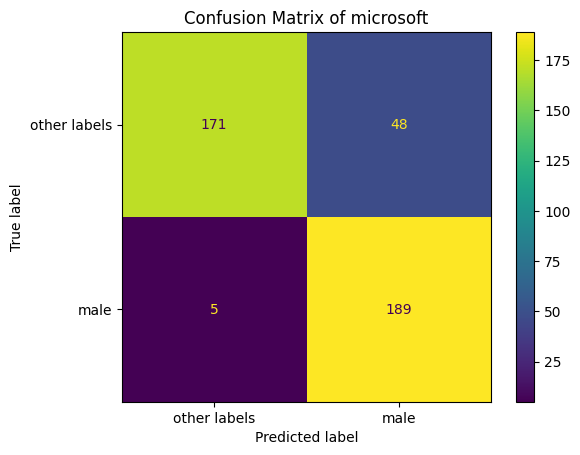 Confusion Matrix of microsoft
True label
other labels
male
171
48
5
189
other labels
male
Predicted label
175
150
125
100
75
50
25